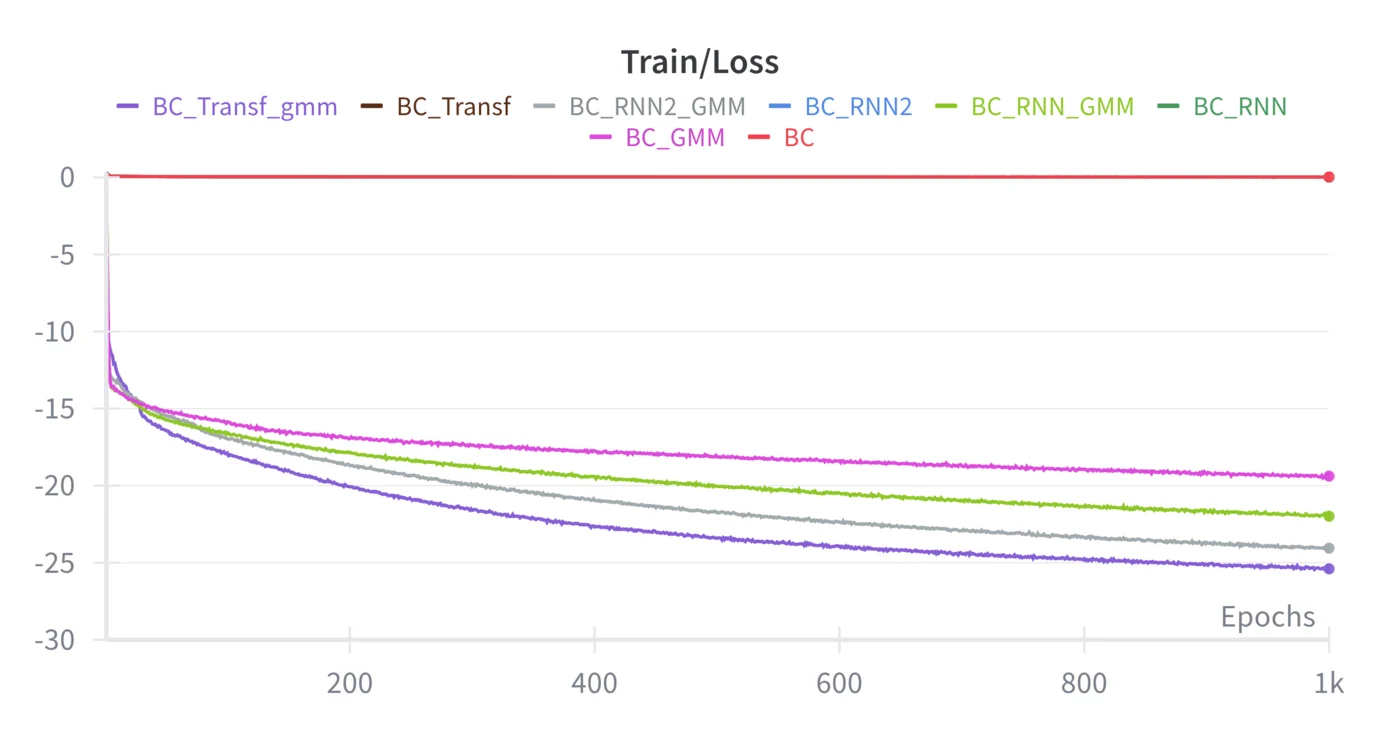 Train/Loss
BC_Transf_gmm BC_Transf BC_RNN2_GMM BC_RNN2 BC_RNN_GMM BC_RNN
BC_GMM BC
0
-5
-10
-15
-20
-25
Epochs
-30
200 400 600 800 1k